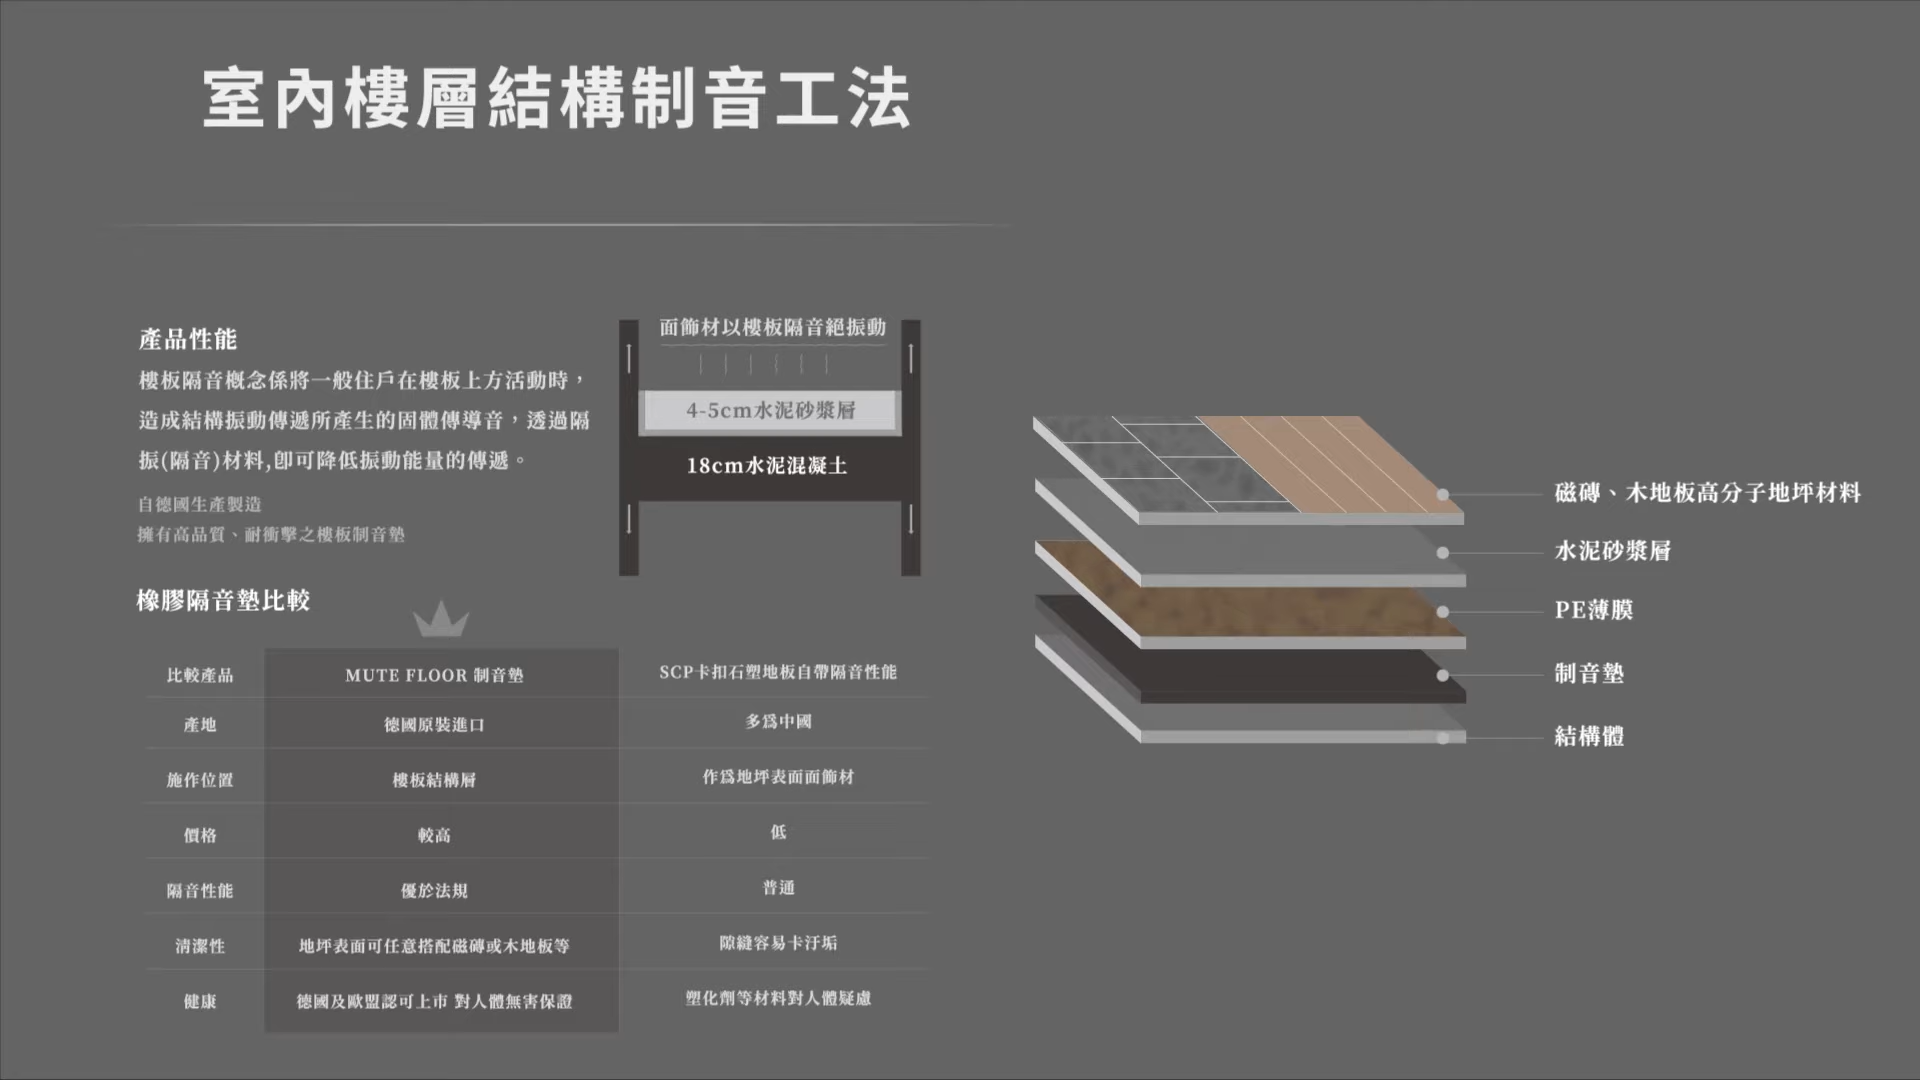 室內樓層結構制音工法
產品性能
樓板隔音概念係將一般住戶在樓板上方活動時，
造成結構振動傳遞所產生的固體傳導音，透過隔
振(隔音)材料,卽可降低振動能量的傳遞。
自德國生產製造
擁有高品質、耐衝擊之樓板制音墊
面飾材以樓板隔音絕振動
4-5cm水泥砂漿層
18cm水泥混凝土
橡膠隔音墊比較
比較產品 MUTE FLOOR 制音墊 SCP卡扣石塑地板自帶隔音性能
產地 德國原裝進口 多爲中國
施作位置 樓板結構層 作爲地坪表面面飾材
價格 較高 低
隔音性能 優於法規 普通
清潔性 地坪表面可任意搭配磁磚或木地板等 隙縫容易卡汙垢
健康 德國及歐盟認可上市 對人體無害保證 塑化劑等材料對人體疑慮
磁磚、木地板高分子地坪材料
水泥砂漿層
PE薄膜
制音墊
結構體